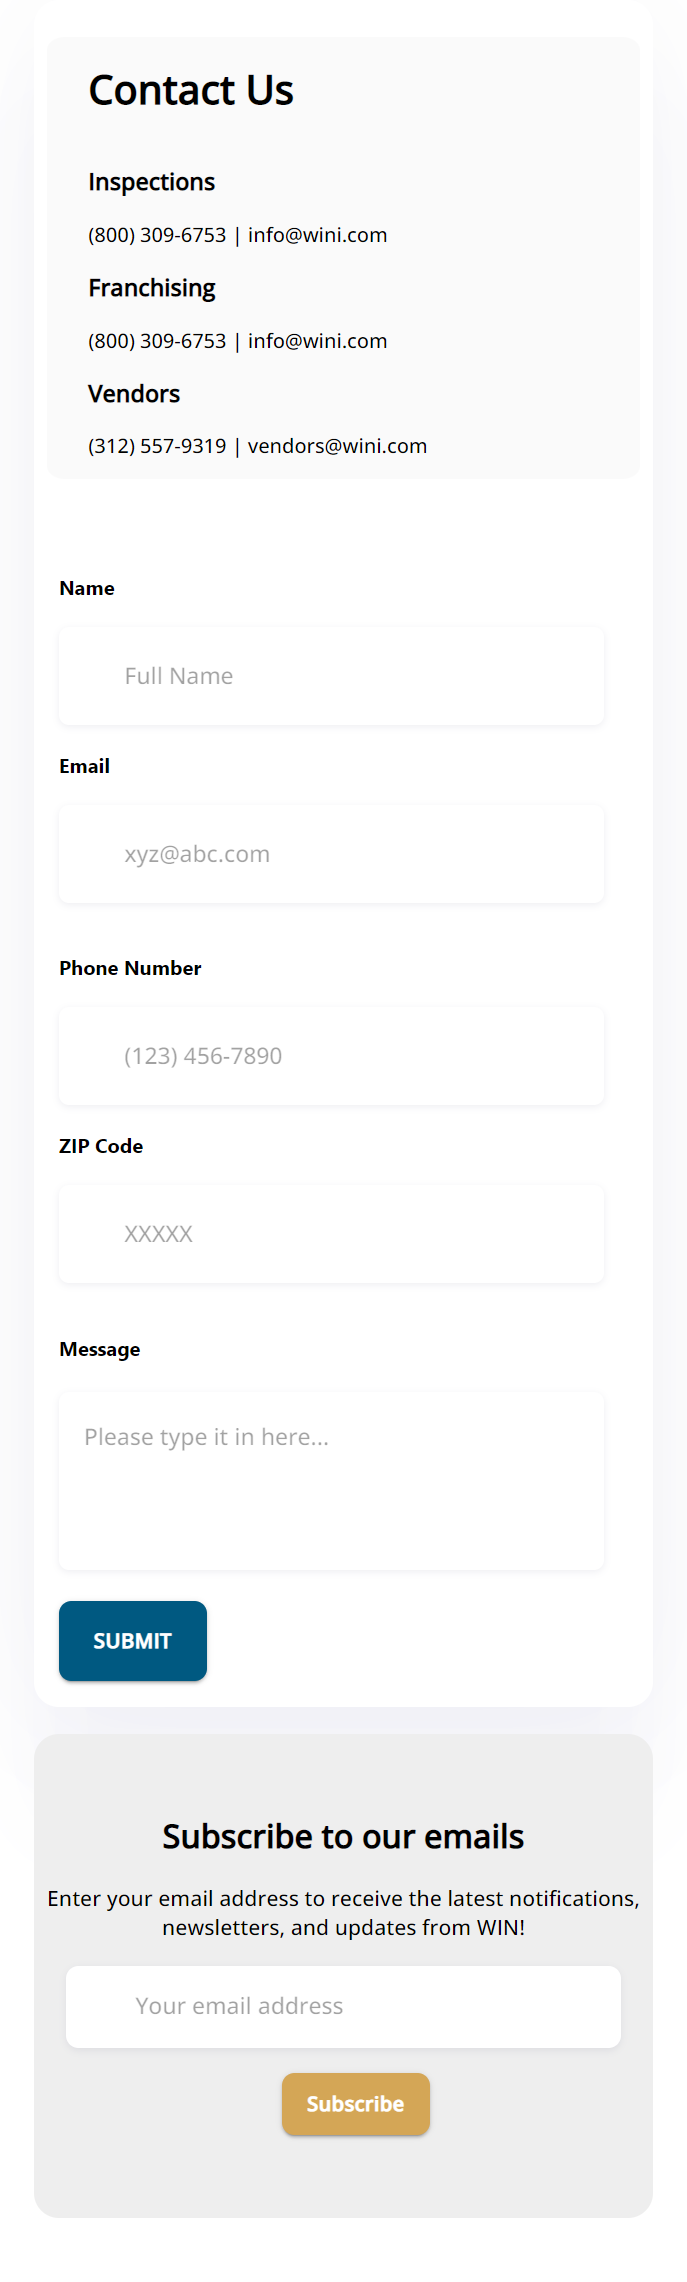 Contact Us
Inspections
(800) 309-6753 | info@wini.com
Franchising
(800) 309-6753 | info@wini.com
Vendors
(312) 557-9319 | vendors@wini.com
Name
Full Name
Email
xyz@abc.com
Phone Number
(123) 456-7890
ZIP Code
XXXXX
Message
Please type it in here...
SUBMIT
Subscribe to our emails
Enter your email address to receive the latest notifications,
newsletters, and updates from WIN!
Your email address
Subscribe